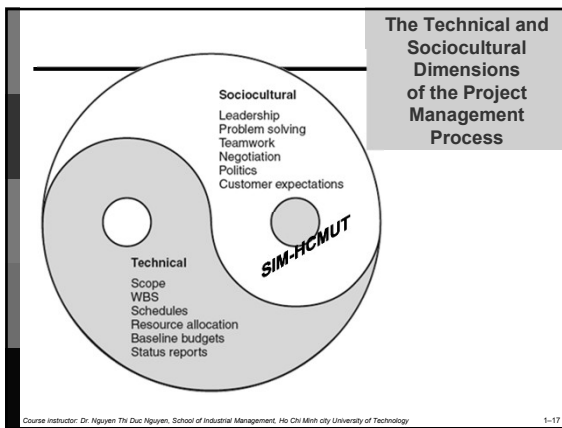 The Technical and
Sociocultural
Dimensions
of the Project
Management
Process
Sociocultural
Leadership
Problem solving
Teamwork
Negotiation
Politics
Customer expectations
SIM-HCMUT
Technical
Scope
WBS
Schedules
Resource allocation
Baseline budgets
Status reports
Course instructor: Dr. Nguyen Thi Duc Nguyen, School of Industrial Management, Ho Chi Minh city University of Technology 1–17